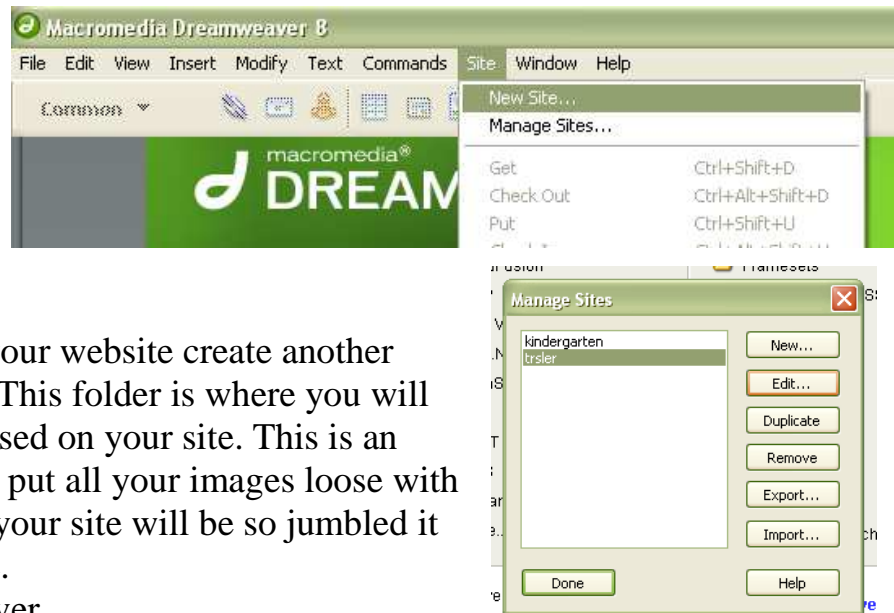 Macromedia Dreamweaver 8
File Edit View Insert Modify Text Commands Site Window Help
Common
New Site...
Manage Sites...
Get Ctrl+Shift+D
Check Out Ctrl+Alt+Shift+D
Put Ctrl+Shift+U
macromedia®
DREAM
Framesets
Manage Sites
kindergarten
trsler
New...
Edit...
Duplicate
Remove
Export...
Import...
Done
Help
our website create another
This folder is where you will
sed on your site. This is an
put all your images loose with
your site will be so jumbled it
.